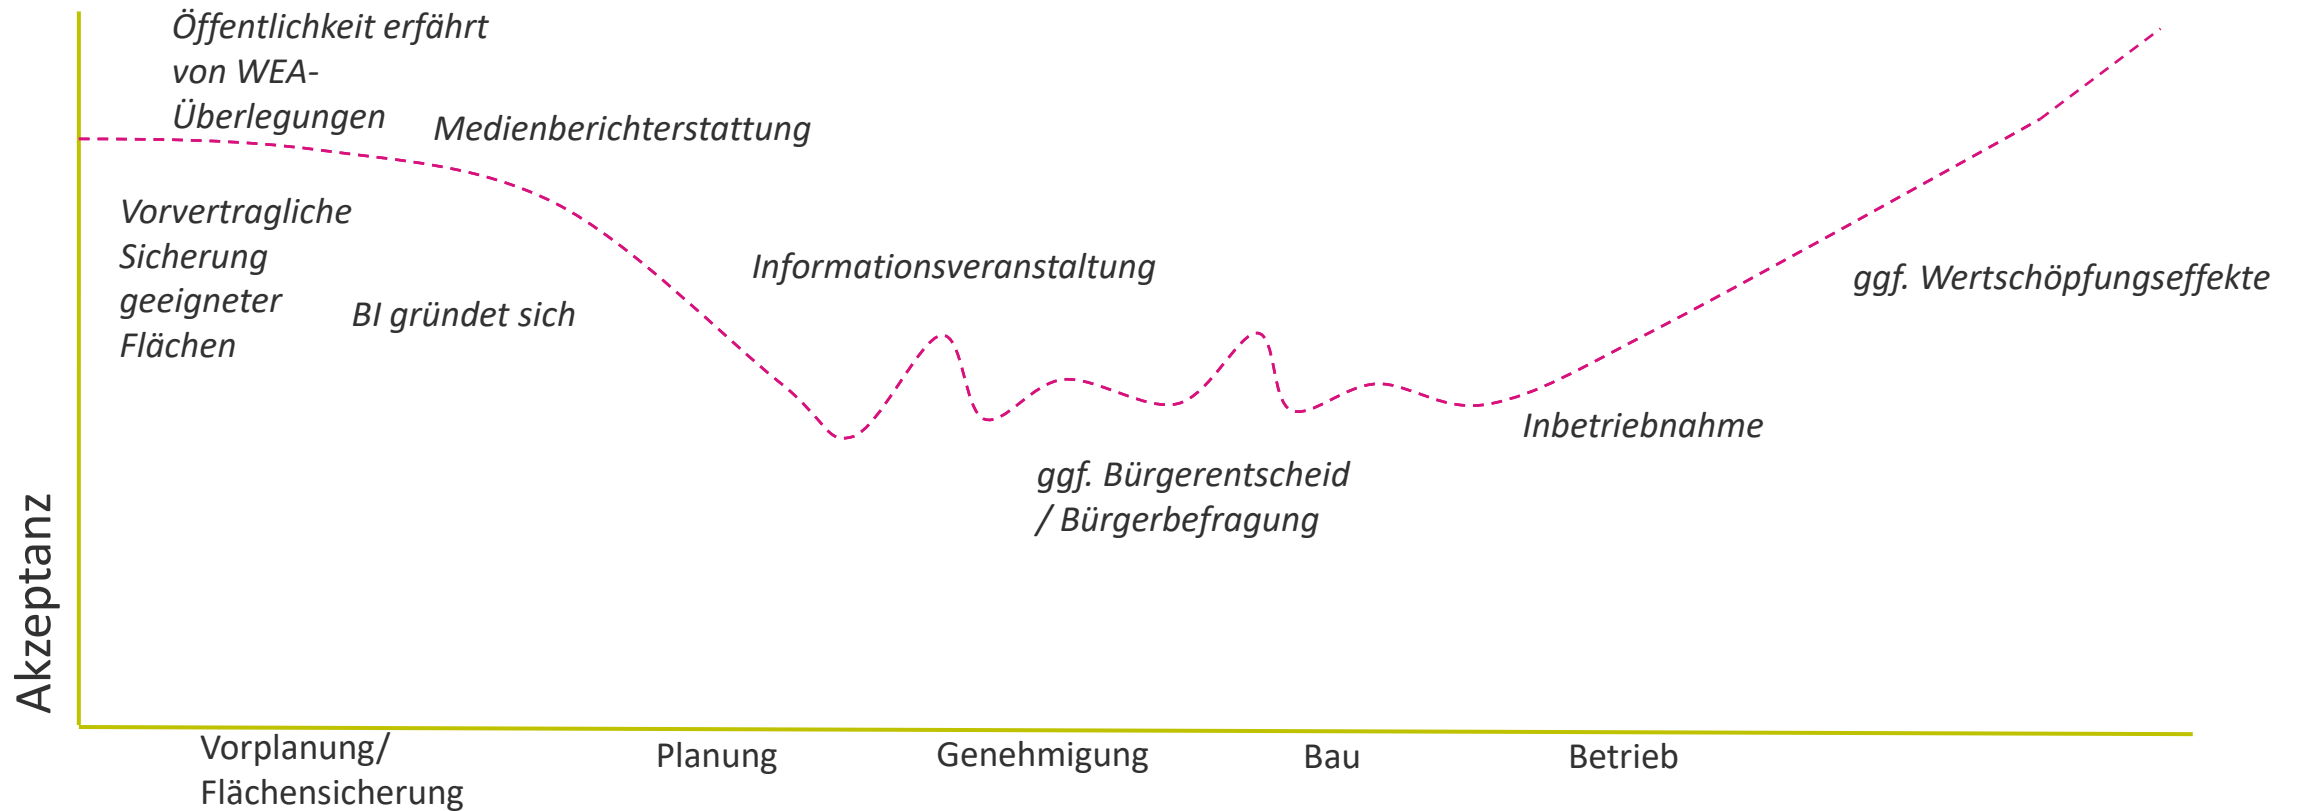 Öffentlichkeit erfährt
von WEA-
Überlegungen
Medienberichterstattung
Vorvertragliche
Sicherung
geeigneter
Flächen
BI gründet sich
Informationsveranstaltung
ggf. Wertschöpfungseffekte
Inbetriebnahme
ggf. Bürgerentscheid
/ Bürgerbefragung
Akzeptanz
Vorplanung/
Flächensicherung
Planung
Genehmigung
Bau
Betrieb